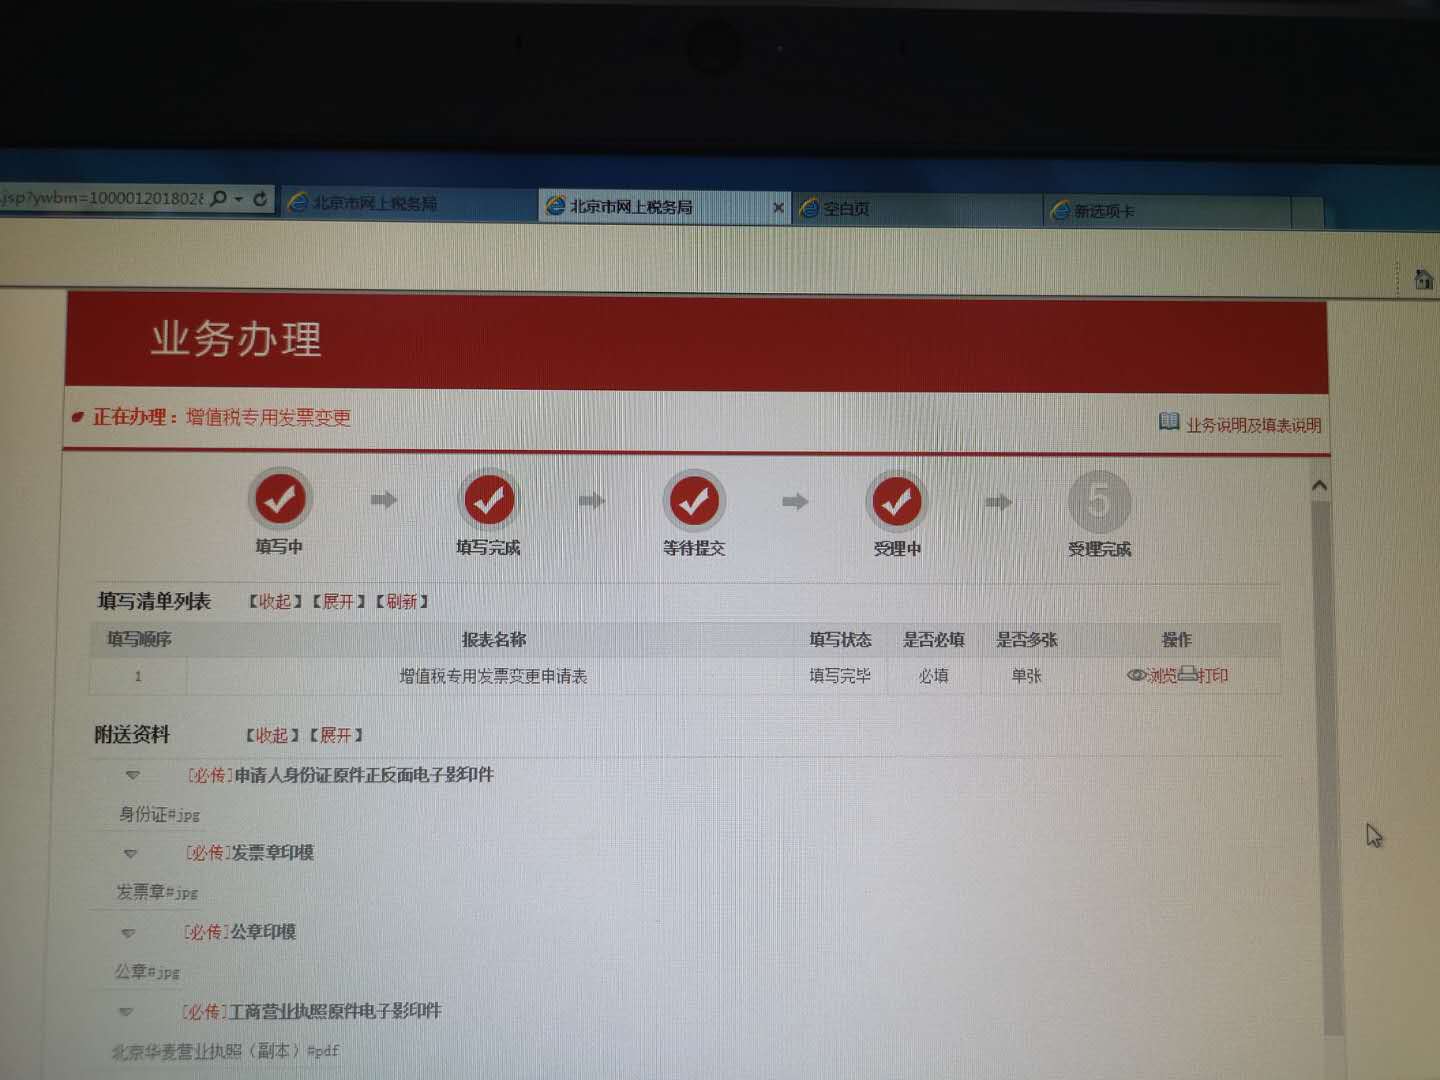 .jsp?ywbm=1000012018028
北京市网上税务局
北京市网上税务局
空白页
新选项卡
业务办理
正在办理：增值税专用发票变更
业务说明及填表说明
5
填写中
填写完成
等待提交
受理中
受理完成
填写清单列表 【收起】【展开】【刷新】
填写顺序 报表名称 填写状态 是否必填 是否多张 操作
1 增值税专用发票变更申请表 填写完毕 必填 单张 浏览 打印
附送资料 【收起】【展开】
[必传]申请人身份证原件正反面电子影印件
身份证#jpg
[必传]发票章印模
发票章#jpg
[必传]公章印模
公章#jpg
[必传]工商营业执照原件电子影印件
北京华麦营业执照（副本）#pdf